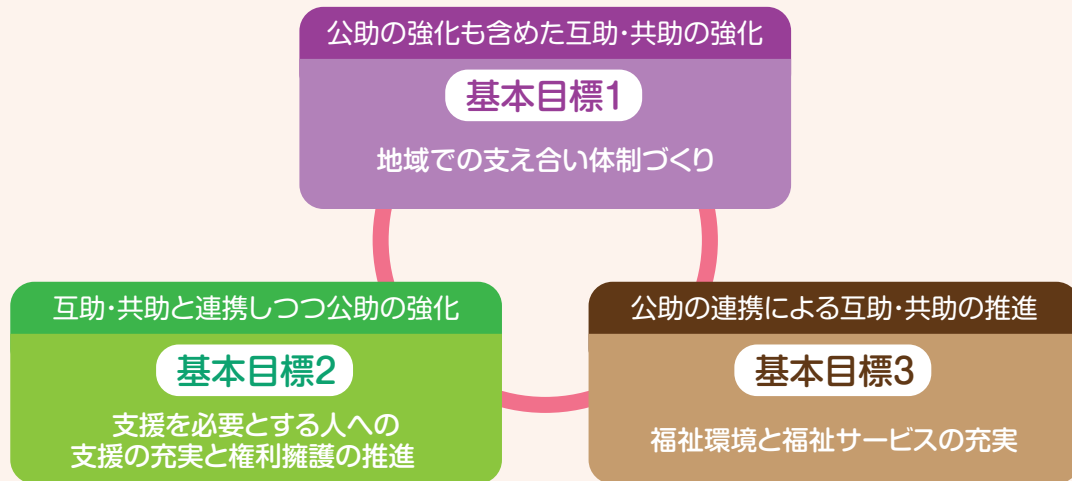 公助の強化も含めた互助・共助の強化
基本目標1
地域での支え合い体制づくり
互助・共助と連携しつつ公助の強化
基本目標2
支援を必要とする人への
支援の充実と権利擁護の推進
公助の連携による互助・共助の推進
基本目標3
福祉環境と福祉サービスの充実